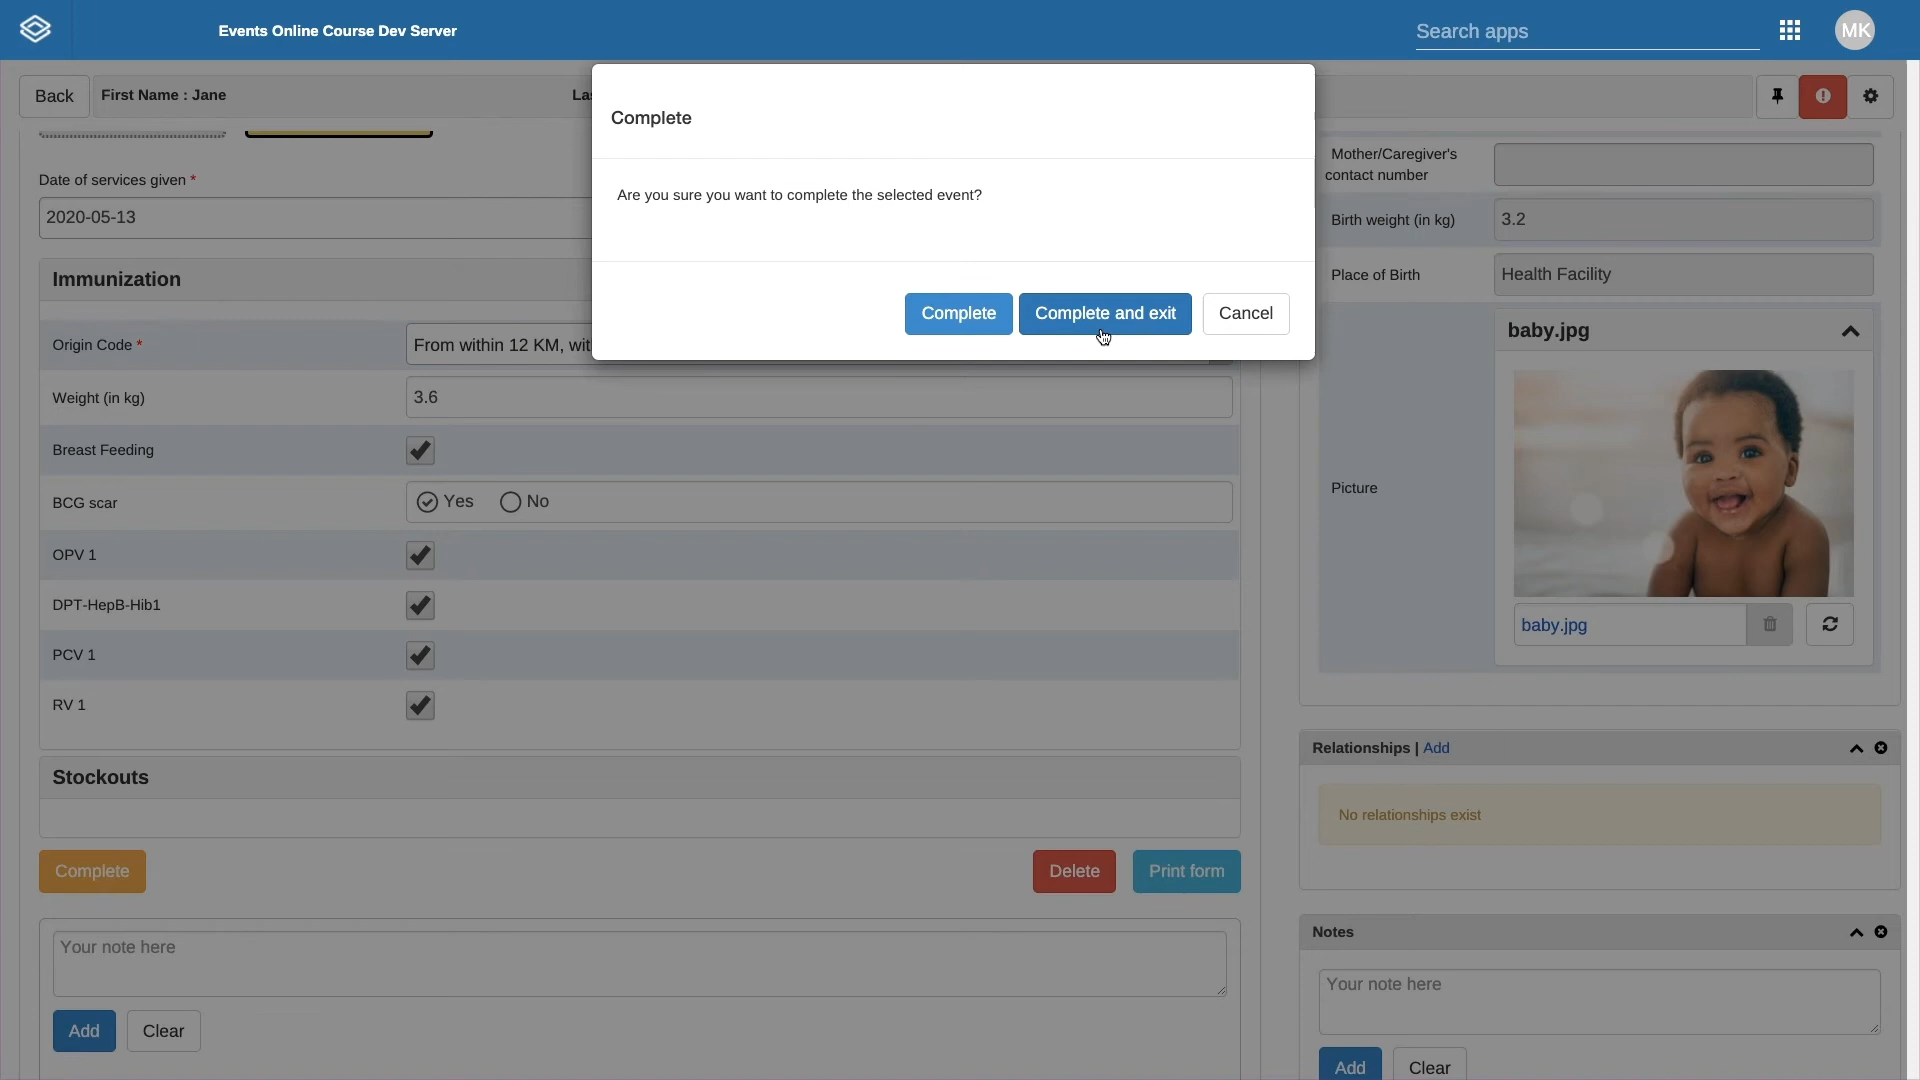 Events Online Course Dev Server
Search apps
MK
Back
First Name : Jane
Complete
Are you sure you want to complete the selected event?
Complete
Complete and exit
Cancel
Date of services given *
2020-05-13
Immunization
Origin Code *
From within 12 KM,
Weight (in kg)
3.6
Breast Feeding
BCG scar
Yes
No
OPV 1
DPT-HepB-Hib1
PCV 1
RV 1
Stockouts
Complete
Delete
Print form
Your note here
Add
Clear
Mother/Caregiver's
contact number
Birth weight (in kg)
3.2
Place of Birth
Health Facility
Picture
baby.jpg
baby.jpg
Relationships | Add
No relationships exist
Notes
Your note here
Add
Clear